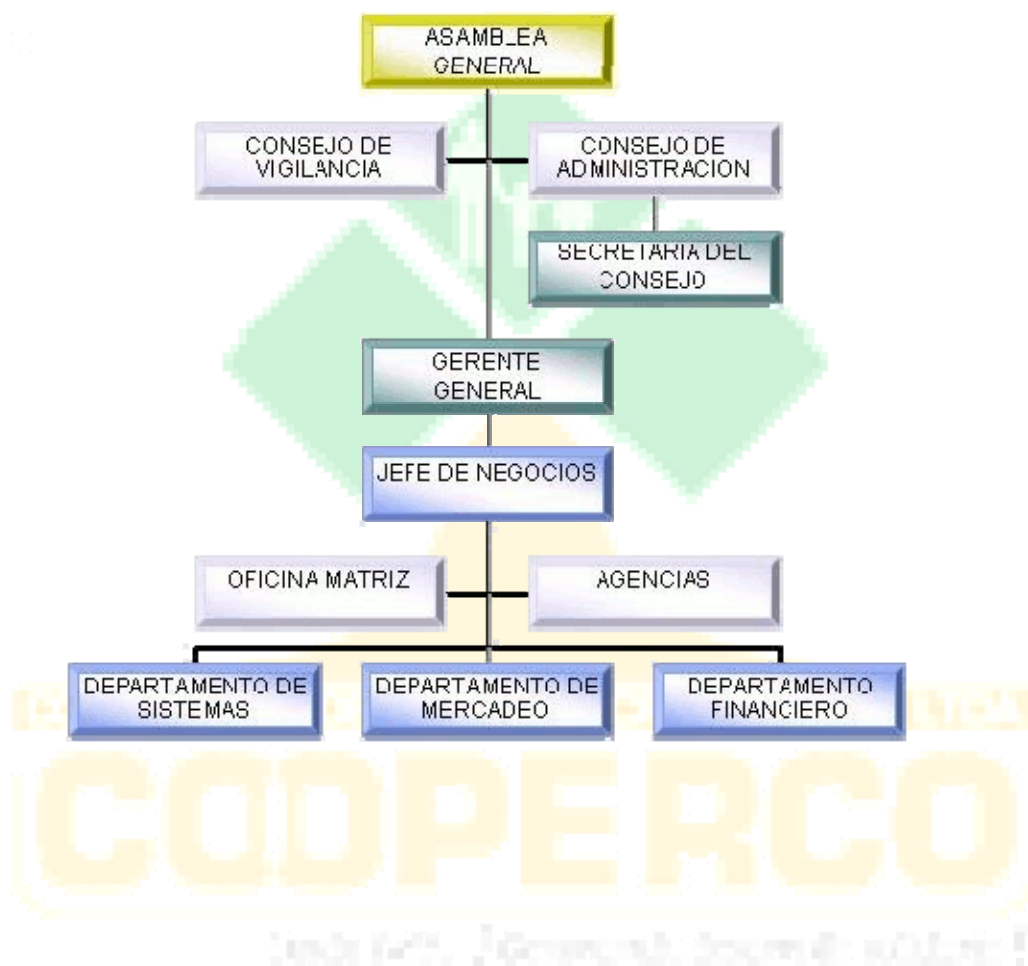 ASAMBLEA
GENERAL
CONSEJO DE
VIGILANCIA
CONSEJO DE
ADMINISTRACION
SECRETARIA DEL
CONSEJO
GERENTE
GENERAL
JEFE DE NEGOCIOS
OFICINA MATRIZ
AGENCIAS
DEPARTAMENTO DE
SISTEMAS
DEPARTAMENTO DE
MERCADEO
DEPARTAMENTO
FINANCIERO
COOPERCO